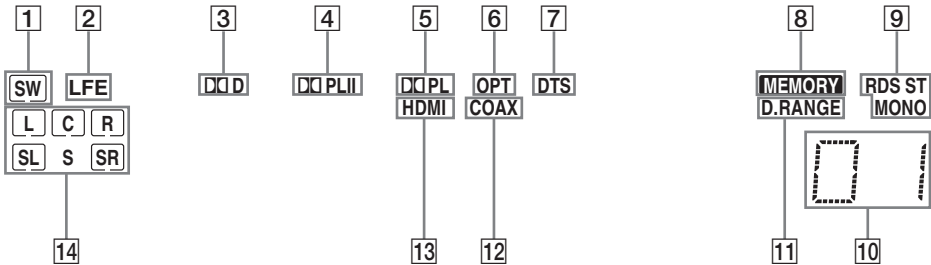 1 2 3 4 5 6 7 8 9
SW LFE D PLII PL OPT DTS MEMORY RDS ST
HDMI COAX D.RANGE MONO
L C R
SL S SR
01
14 13 12 11 10